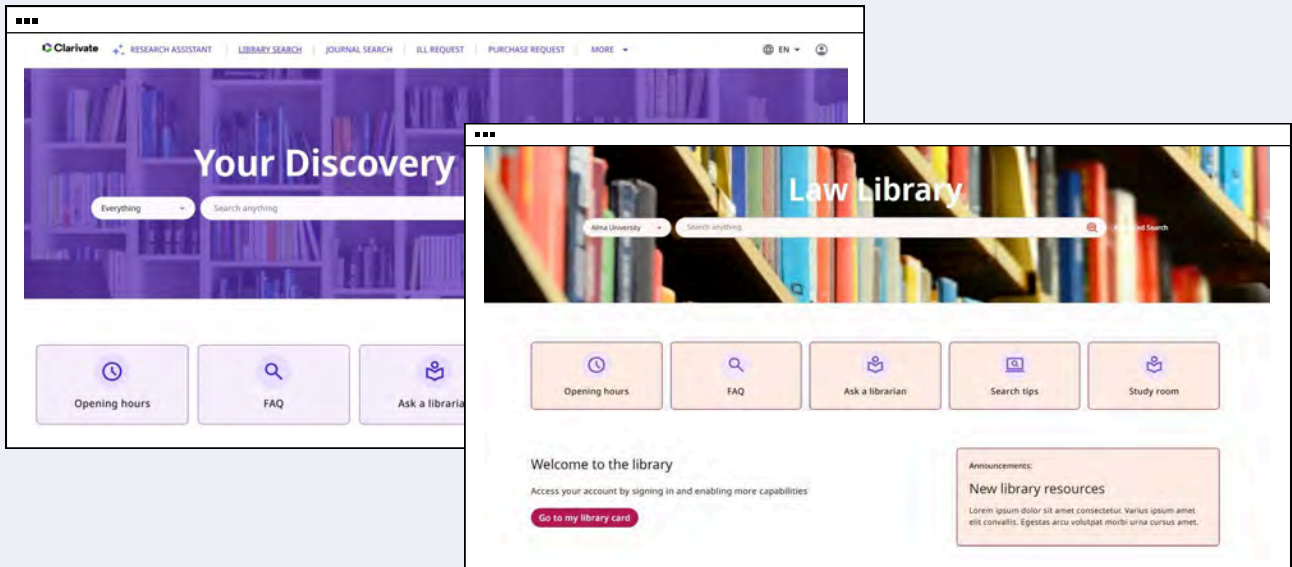 Clarivate RESEARCH ASSISTANT LIBRARY SEARCH JOURNAL SEARCH ILL REQUEST PURCHASE REQUEST MORE EN
Your Discovery
Everything Search anything
Opening hours FAQ Ask a libraria
Law Library
Alma University Search anything ed Search
Opening hours FAQ Ask a librarian Search tips Study room
Welcome to the library
Access your account by signing in and enabling more capabilities
Go to my library card
Announcements:
New library resources
Lorem ipsum dolor sit amet consectetur. Varius ipsum amet
elit convallis. Egestas arcu volutpat morbi urna cursus amet.